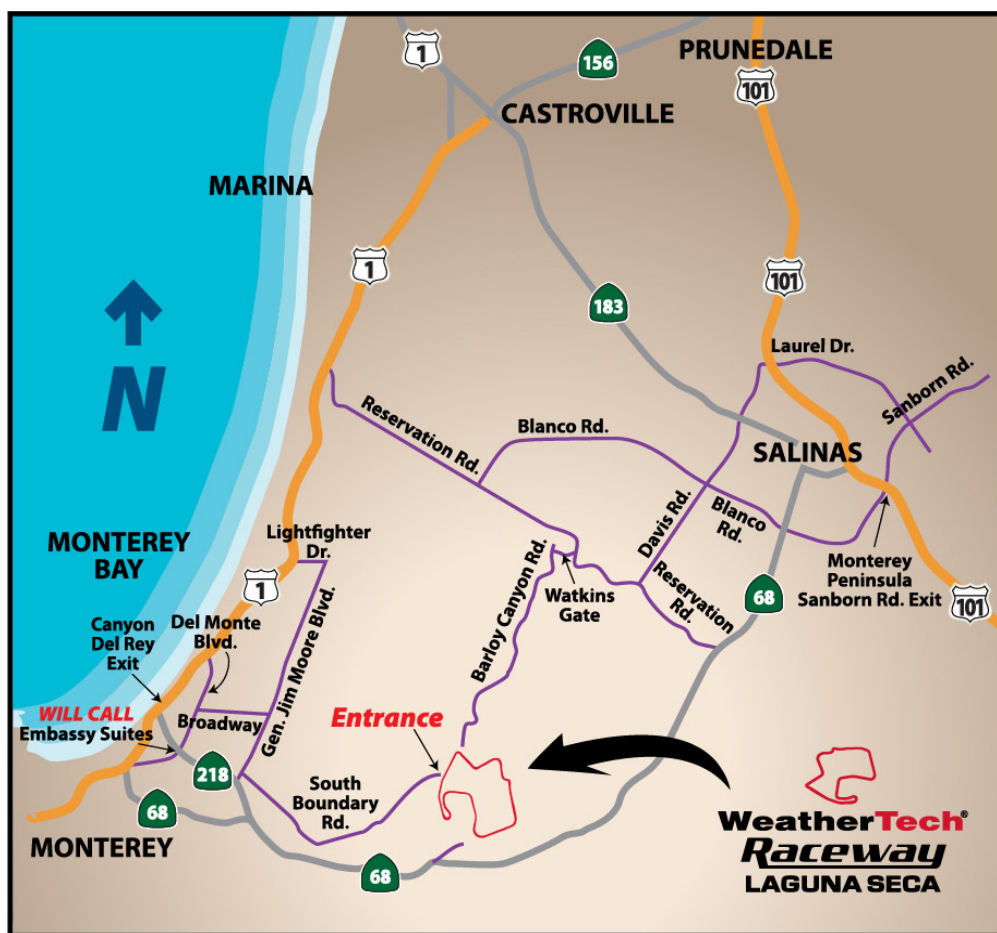 1
156
PRUNEDALE
101
CASTROVILLE
MARINA
1
101
183
N
Laurel Dr.
Sanborn Rd.
Reservation Rd.
Blanco Rd.
SALINAS
Davis Rd.
Blanco
Rd.
MONTEREY
BAY
Lightfighter
Dr.
1
Barloy Canyon Rd.
Watkins
Gate
Reservation
Rd.
68
Monterey
Peninsula
Sanborn Rd. Exit
101
Canyon
Del Rey
Exit
Del Monte
Blvd.
Gen. Jim Moore Blvd.
WILL CALL
Embassy Suites
Broadway
Entrance
218
South
Boundary
Rd.
68
MONTEREY
68
WeatherTech®
Raceway
LAGUNA SECA